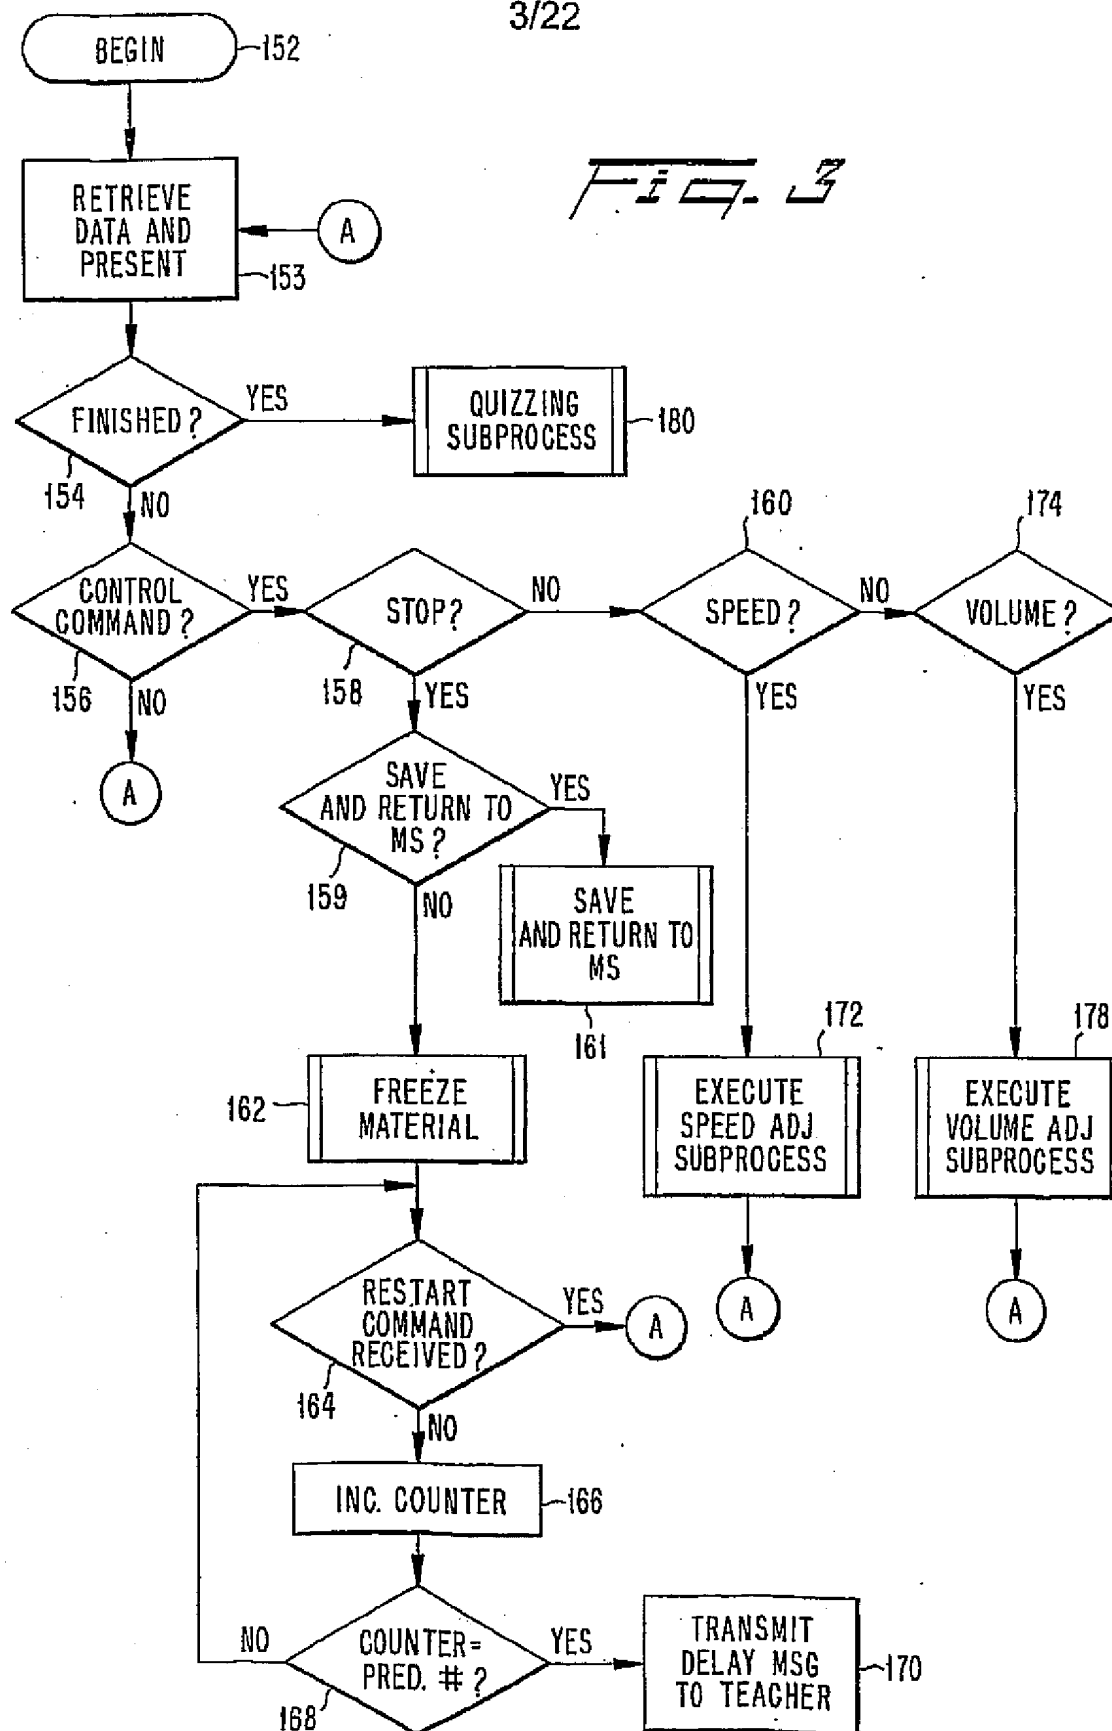 3/22
BEGIN
152
Fig. 3
RETRIEVE
DATA AND
PRESENT
A
153
FINISHED?
YES
154
NO
QUIZZING
SUBPROCESS
180
CONTROL
COMMAND?
YES
156
NO
A
STOP?
NO
158
YES
160
SPEED?
NO
YES
174
VOLUME?
YES
SAVE
AND RETURN TO
MS?
YES
159
NO
SAVE
AND RETURN TO
MS
161
162
FREEZE
MATERIAL
172
EXECUTE
SPEED ADJ
SUBPROCESS
A
178
EXECUTE
VOLUME ADJ
SUBPROCESS
A
RESTART
COMMAND
RECEIVED?
YES
A
164
NO
INC. COUNTER
166
COUNTER=
PRED. #?
NO
YES
168
TRANSMIT
DELAY MSG
TO TEACHER
170